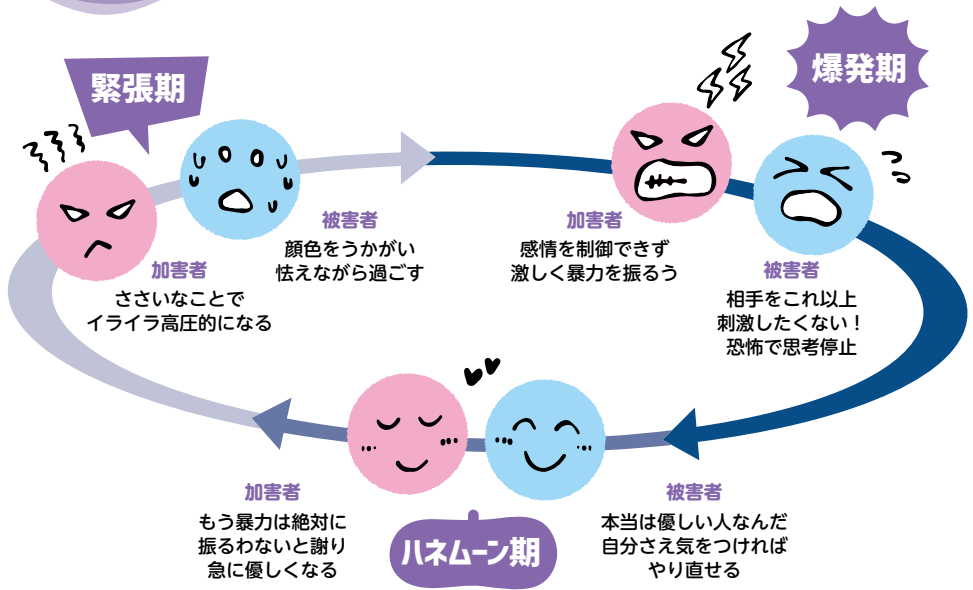 緊張期
加害者
ささいなことで
イライラ高圧的になる
被害者
顔色をうかがい
怯えながら過ごす
爆発期
加害者
感情を制御できず
激しく暴力を振るう
被害者
相手をこれ以上
刺激したくない！
恐怖で思考停止
ハネムーン期
加害者
もう暴力は絶対に
振るわないと謝り
急に優しくなる
被害者
本当は優しい人なんだ
自分さえ気をつければ
やり直せる